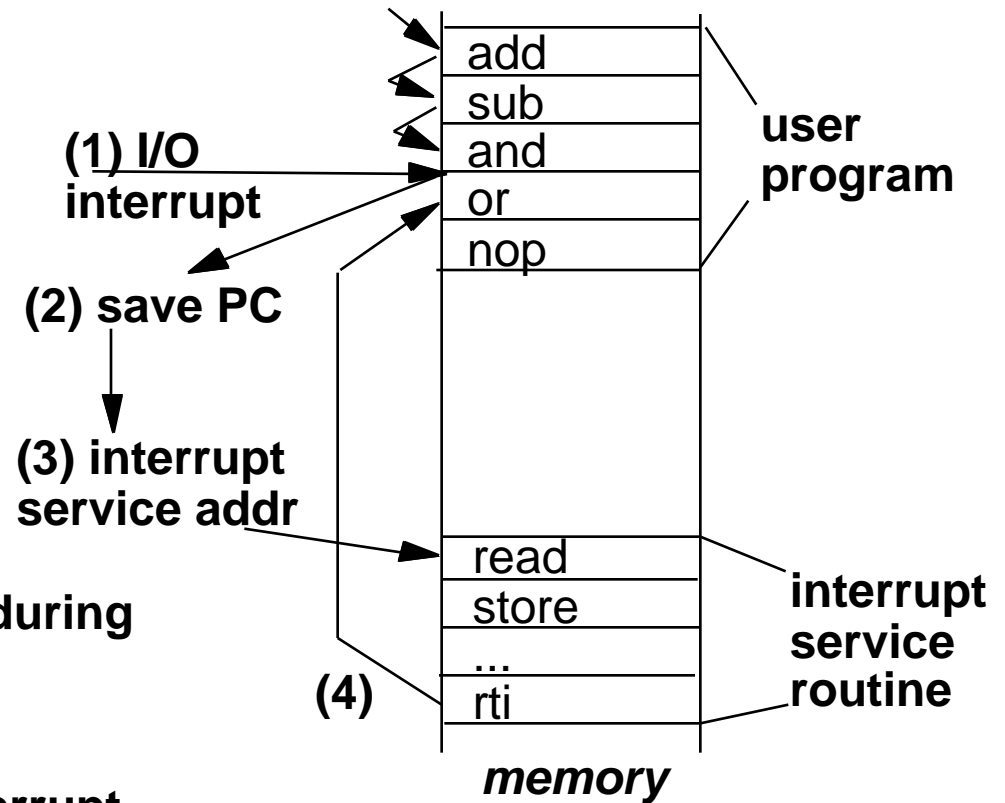 add
sub
and
or
nop
user
program
(1) I/O
interrupt
(2) save PC
(3) interrupt
service addr
read
store
...
rti
during
(4)
interrupt
service
routine
memory